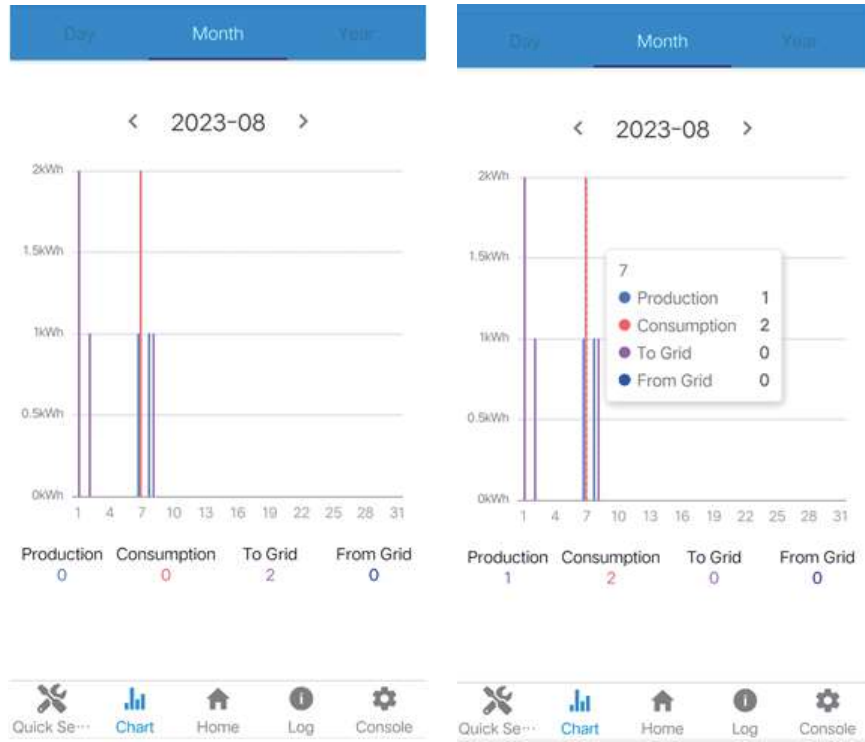 Day Month Year
2023-08
2kWh
1.5kWh
1kWh
0.5kWh
0kWh
1 4 7 10 13 16 19 22 25 28 31
Production Consumption To Grid From Grid
0 0 2 0
Quick Se··· Chart Home Log Console
Day Month Year
2023-08
2kWh
1.5kWh
1kWh
0.5kWh
0kWh
7
Production 1
Consumption 2
To Grid 0
From Grid 0
1 4 7 10 13 16 19 22 25 28 31
Production Consumption To Grid From Grid
1 2 0 0
Quick Se··· Chart Home Log Console